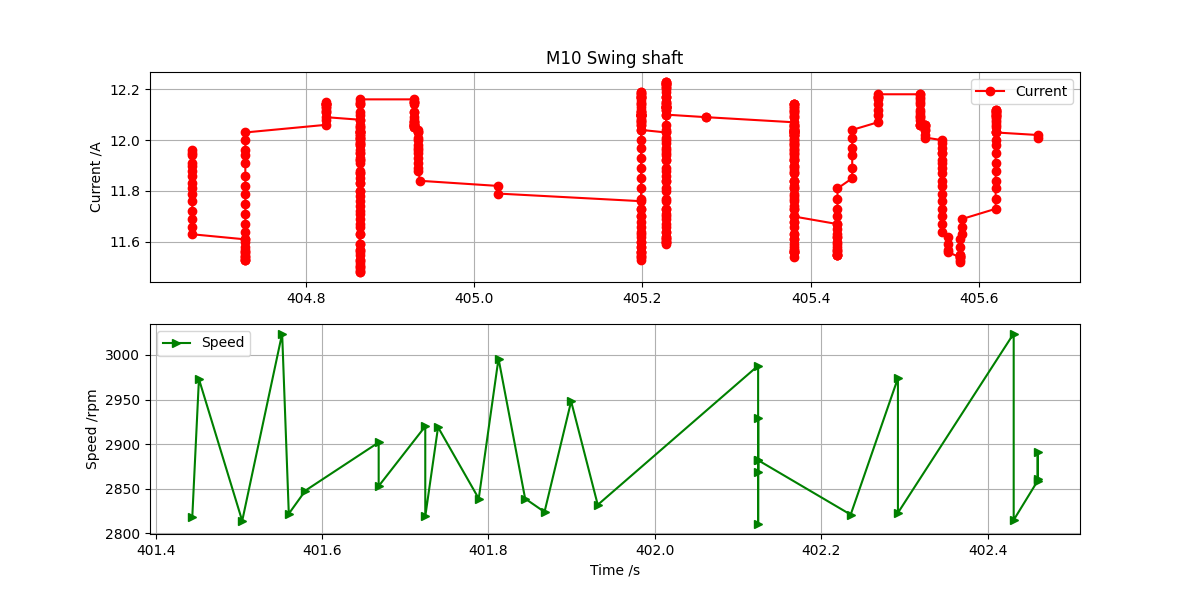 M10 Swing shaft
12.2
12.0
11.8
11.6
Current /A
Current
404.8 405.0 405.2 405.4 405.6
Speed
3000
2950
2900
2850
2800
Speed /rpm
401.4 401.6 401.8 402.0 402.2 402.4
Time /s